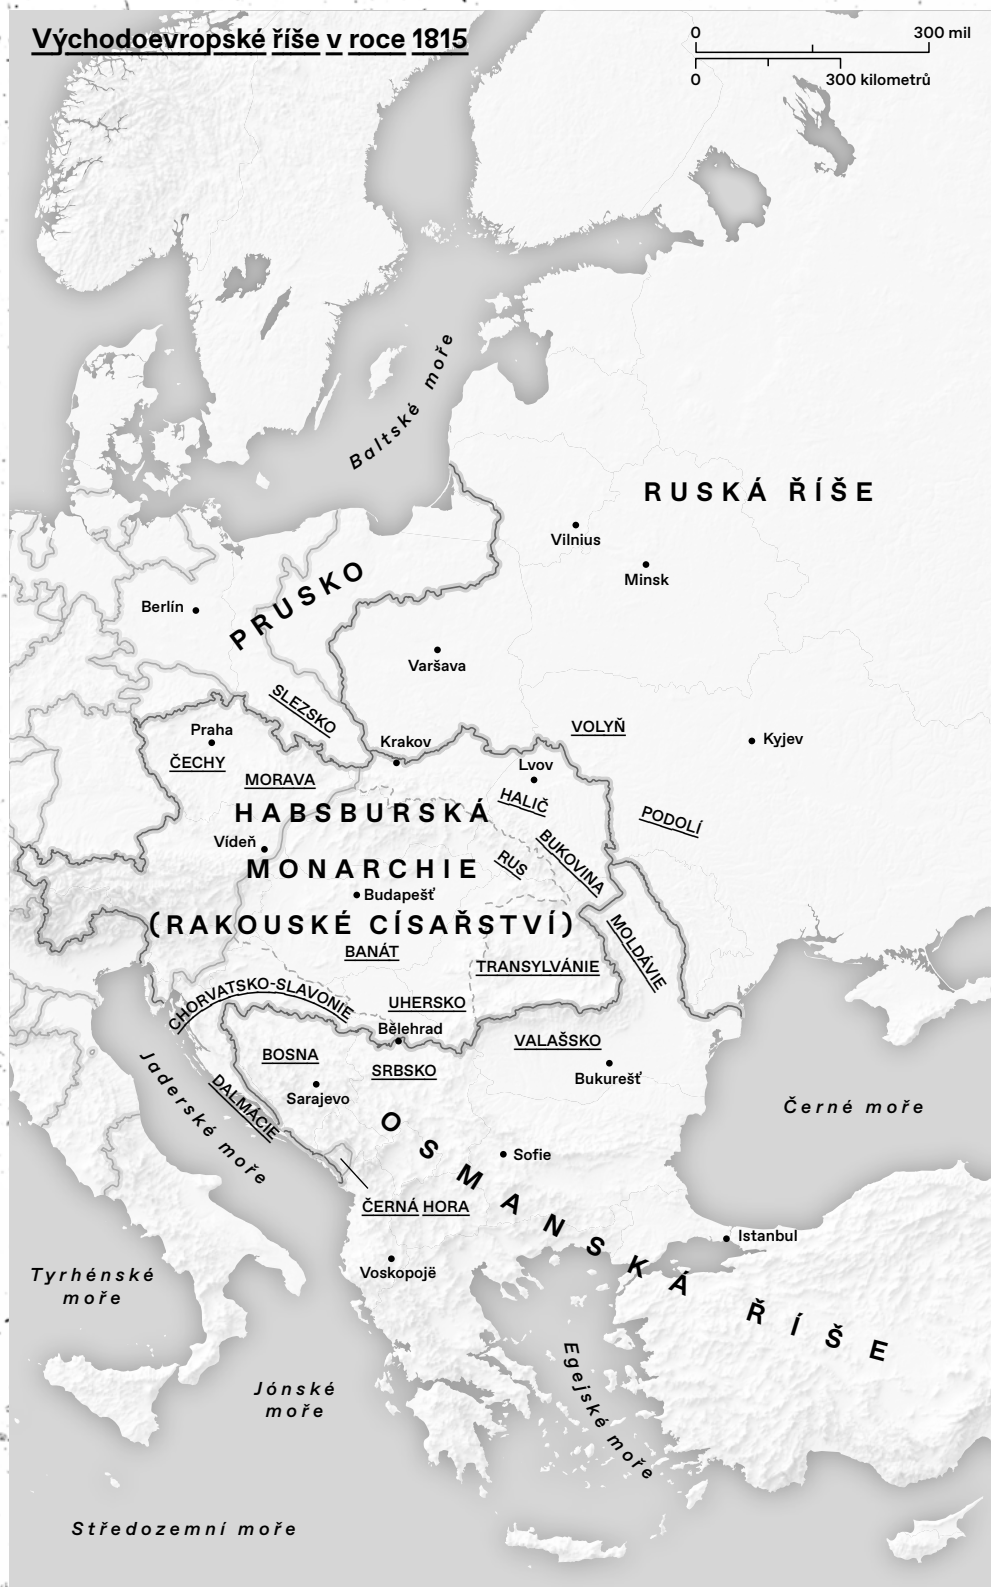 Východoevropské říše v roce 1815
0 300 mil
0 300 kilometrů
Baltské moře
RUSKÁ ŘÍŠE
Vilnius
Minsk
PRUSKO
Berlín
Varšava
SLEZSKO
Praha
ČECHY
MORAVA
Krakov
VOLYŇ
Kyjev
Lvov
HALIČ
PODOLÍ
HABSBURSKÁ
MONARCHIE
(RAKOUSKÉ CÍSAŘSTVÍ)
Vídeň
BUKOVINA
RUS
Budapešť
MOLDÁVIE
BANÁT
TRANSYLVÁNIE
CHORVATSKO-SLAVONIE
UHERSKO
Bělehrad
VALAŠSKO
BOSNA
SRBSKO
Bukurešť
Sarajevo
DALMÁCIE
Jaderské moře
Černé moře
OSMANSKÁ ŘÍŠE
Sofie
ČERNÁ HORA
Istanbul
Voskopojë
Tyrhénské
moře
Jónské
moře
Egejské moře
Středozemní moře